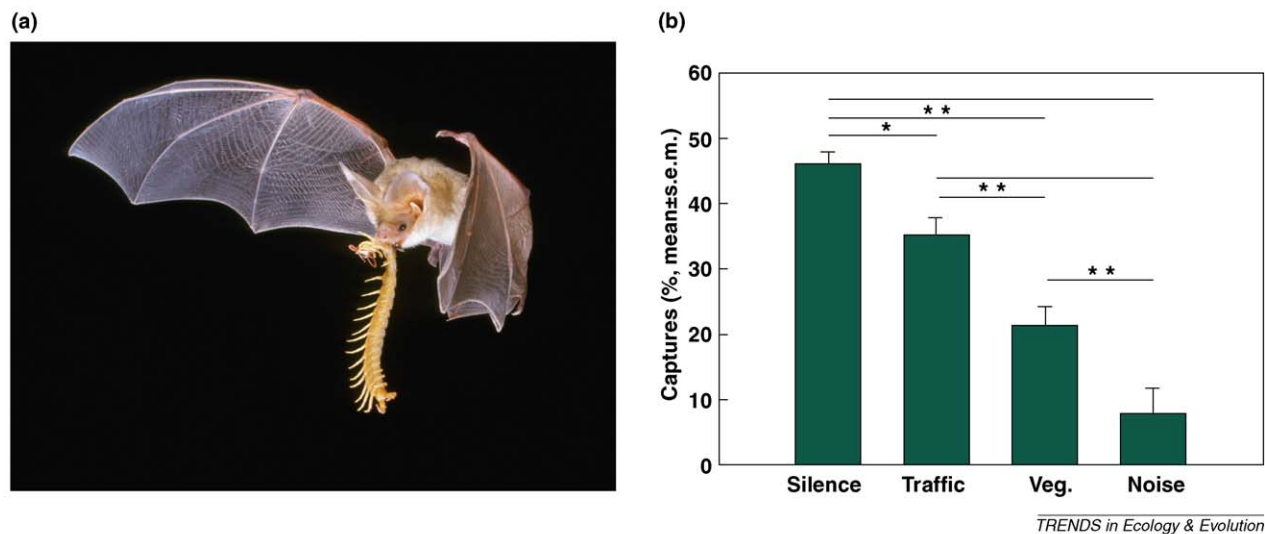 (a)
(b)
Captures (%, mean±s.e.m.)
60
50
40
30
20
10
0
* *
*
* *
* *
Silence Traffic Veg. Noise
TRENDS in Ecology & Evolution